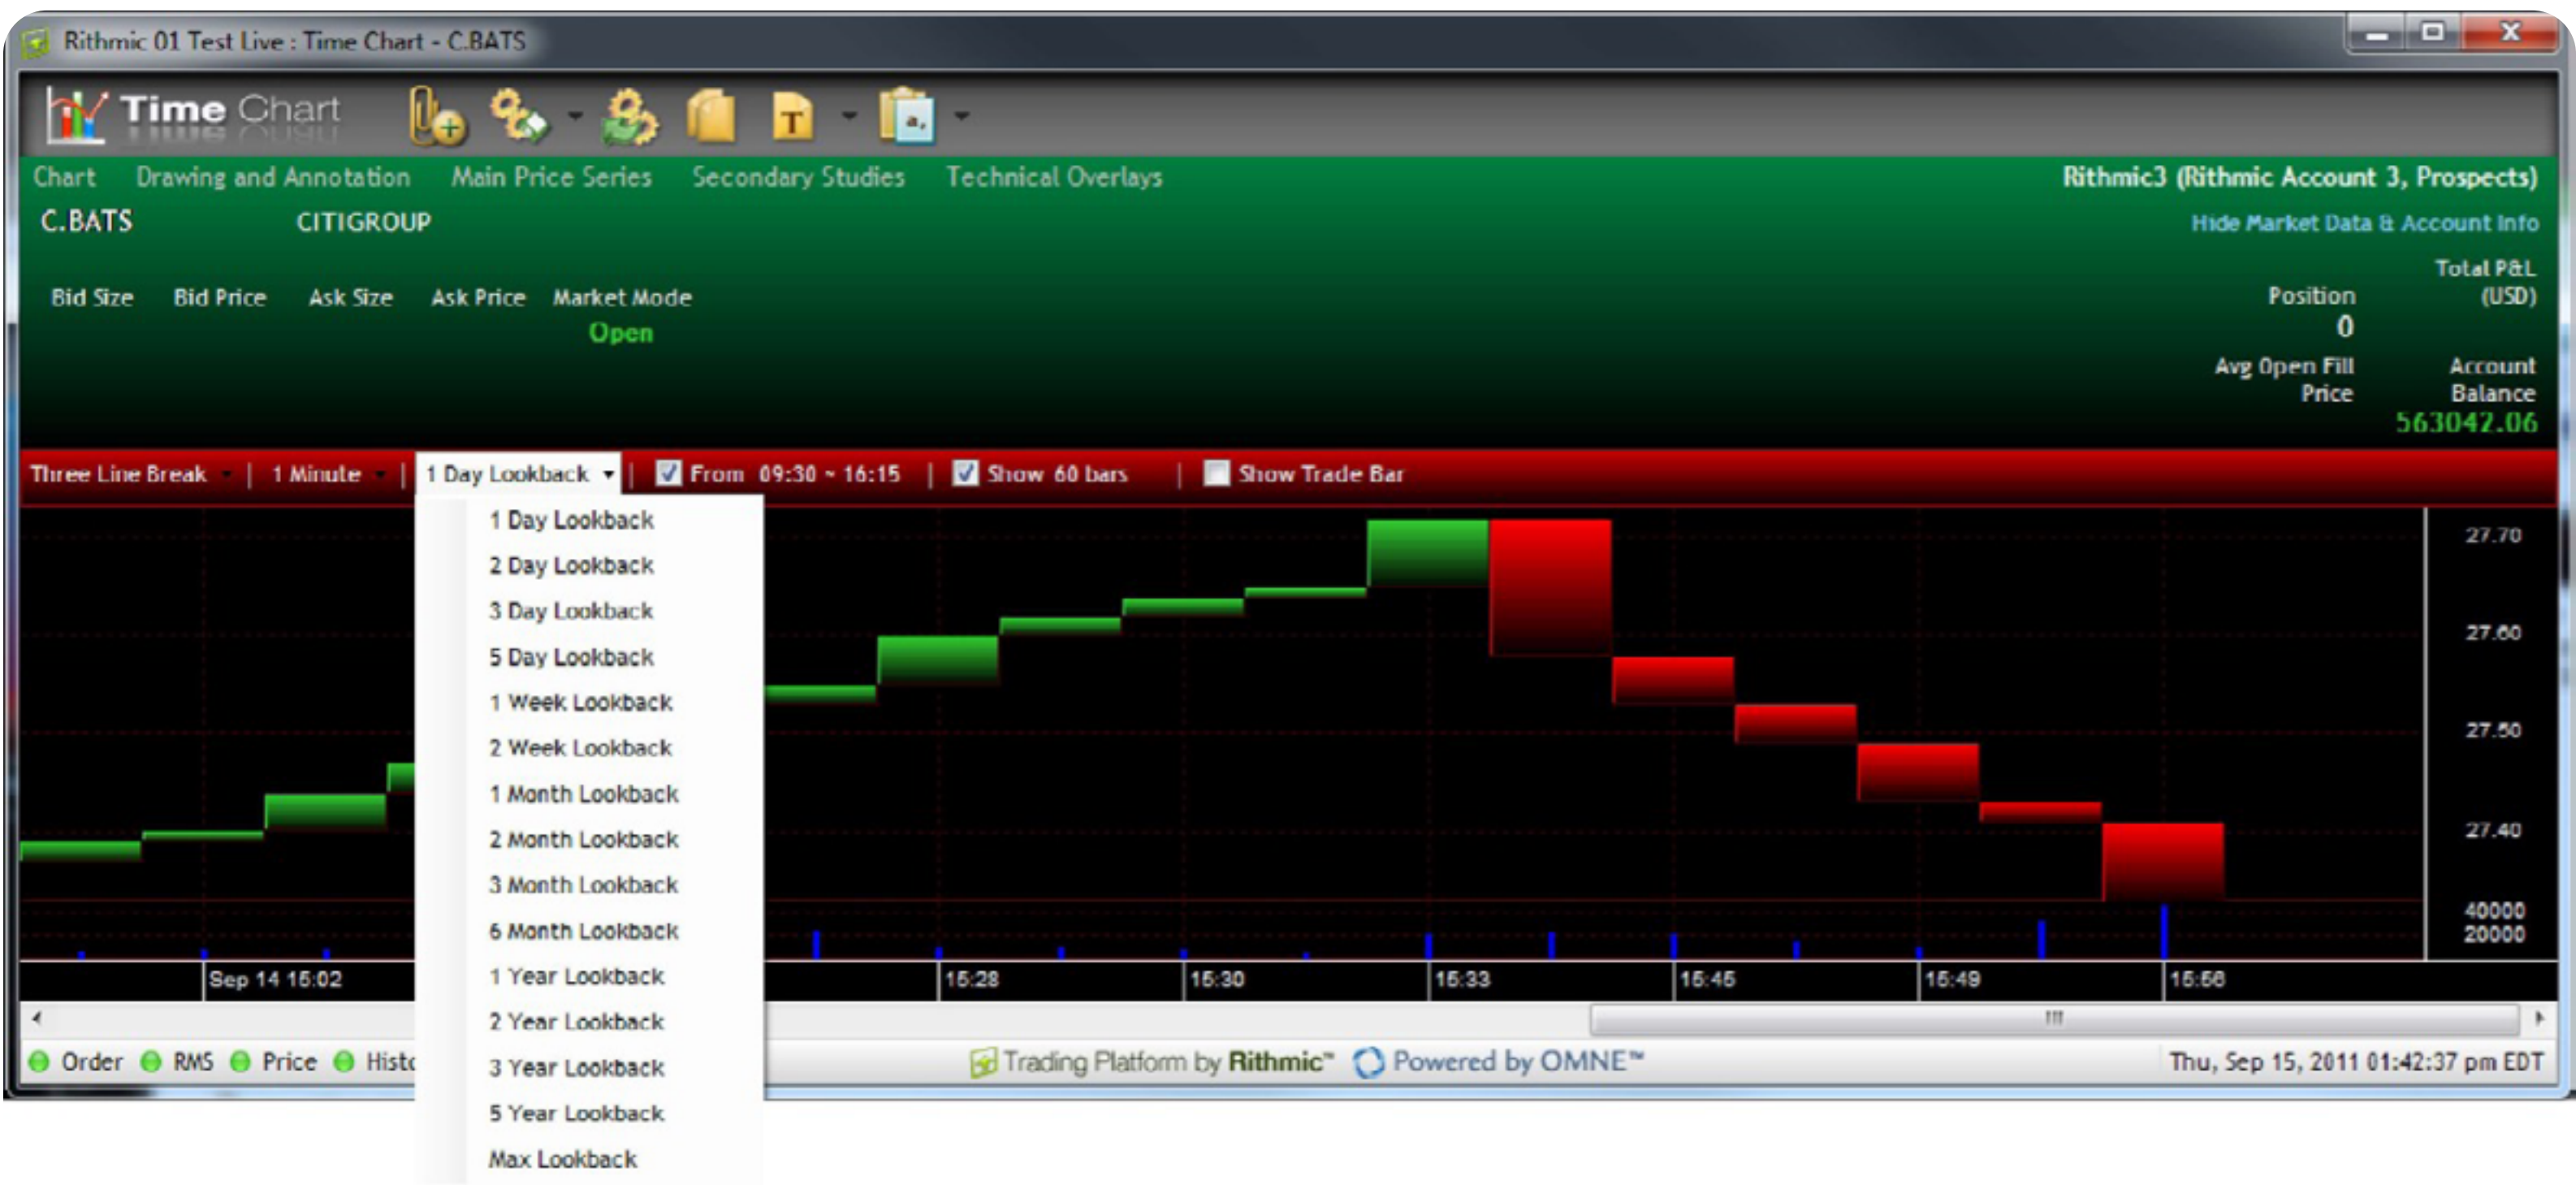 Rithmic 01 Test Live : Time Chart - C.BATS
Time Chart
T
a,
Chart Drawing and Annotation Main Price Series Secondary Studies Technical Overlays
Rithmic3 (Rithmic Account 3, Prospects)
C.BATS CITIGROUP
Hide Market Data & Account Info
Bid Size Bid Price Ask Size Ask Price Market Mode
Open
Total P&L
Position (USD)
0
Avg Open Fill Account
Price Balance
563042.06
Three Line Break | 1 Minute | 1 Day Lookback | From 09:30 ~ 16:15 | Show 60 bars | Show Trade Bar
1 Day Lookback
2 Day Lookback
3 Day Lookback
5 Day Lookback
1 Week Lookback
2 Week Lookback
1 Month Lookback
2 Month Lookback
3 Month Lookback
6 Month Lookback
1 Year Lookback
2 Year Lookback
3 Year Lookback
5 Year Lookback
Max Lookback
27.70
27.60
27.50
27.40
40000
20000
Sep 14 15:02 15:28 15:30 15:33 15:45 15:49 15:56
Order RMS Price Histo
Trading Platform by Rithmic™ Powered by OMNE™
Thu, Sep 15, 2011 01:42:37 pm EDT